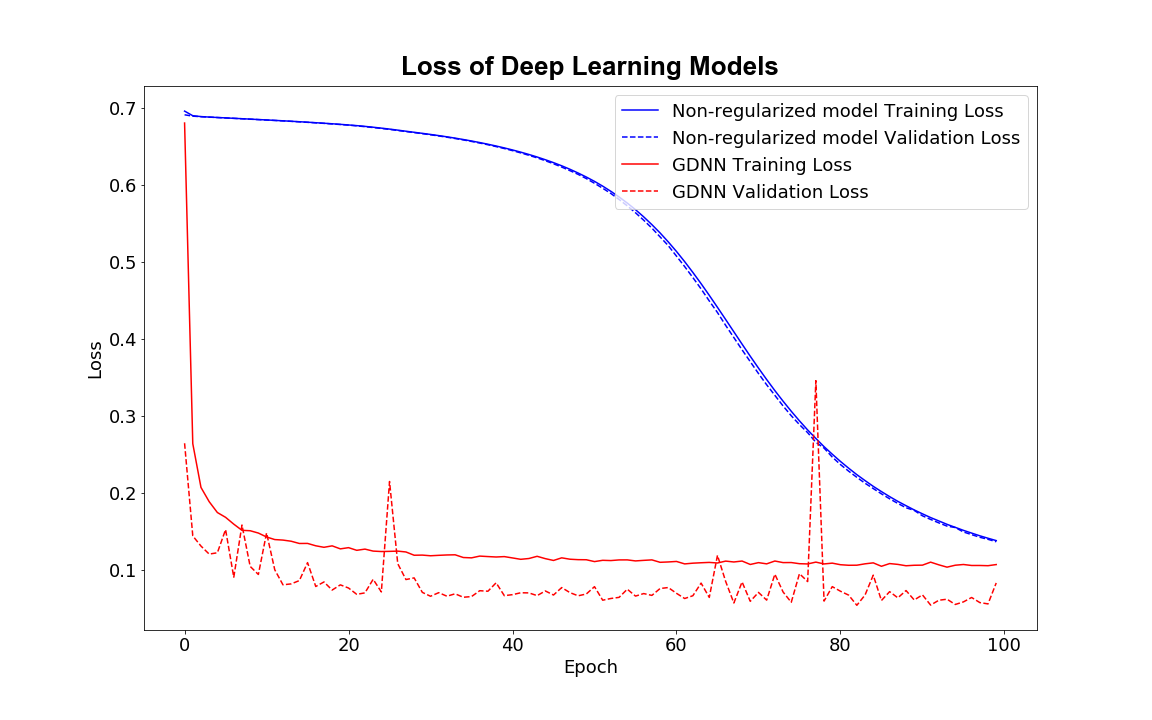 Loss of Deep Learning Models
Non-regularized model Training Loss
Non-regularized model Validation Loss
GDNN Training Loss
GDNN Validation Loss
0.7
0.6
0.5
0.4
0.3
0.2
0.1
Loss
0 20 40 60 80 100
Epoch